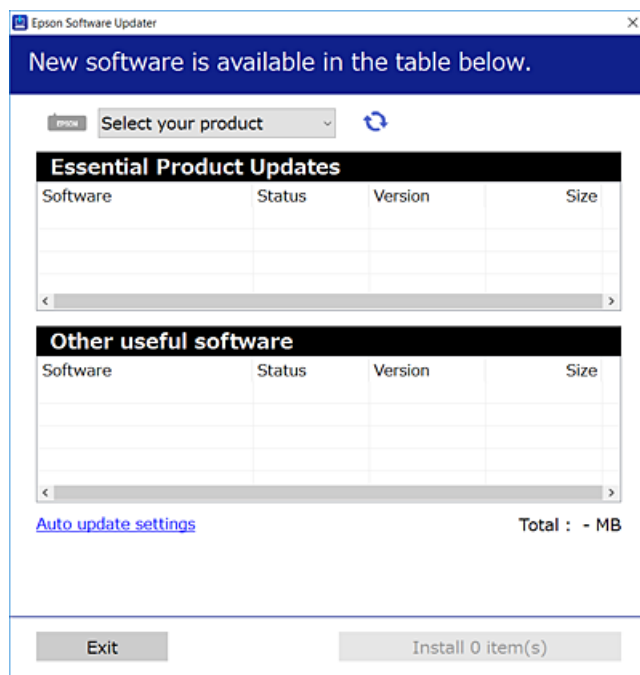 Epson Software Updater
New software is available in the table below.
EPSON Select your product
Essential Product Updates
Software Status Version Size
Other useful software
Software Status Version Size
Auto update settings Total : - MB
Exit Install 0 item(s)